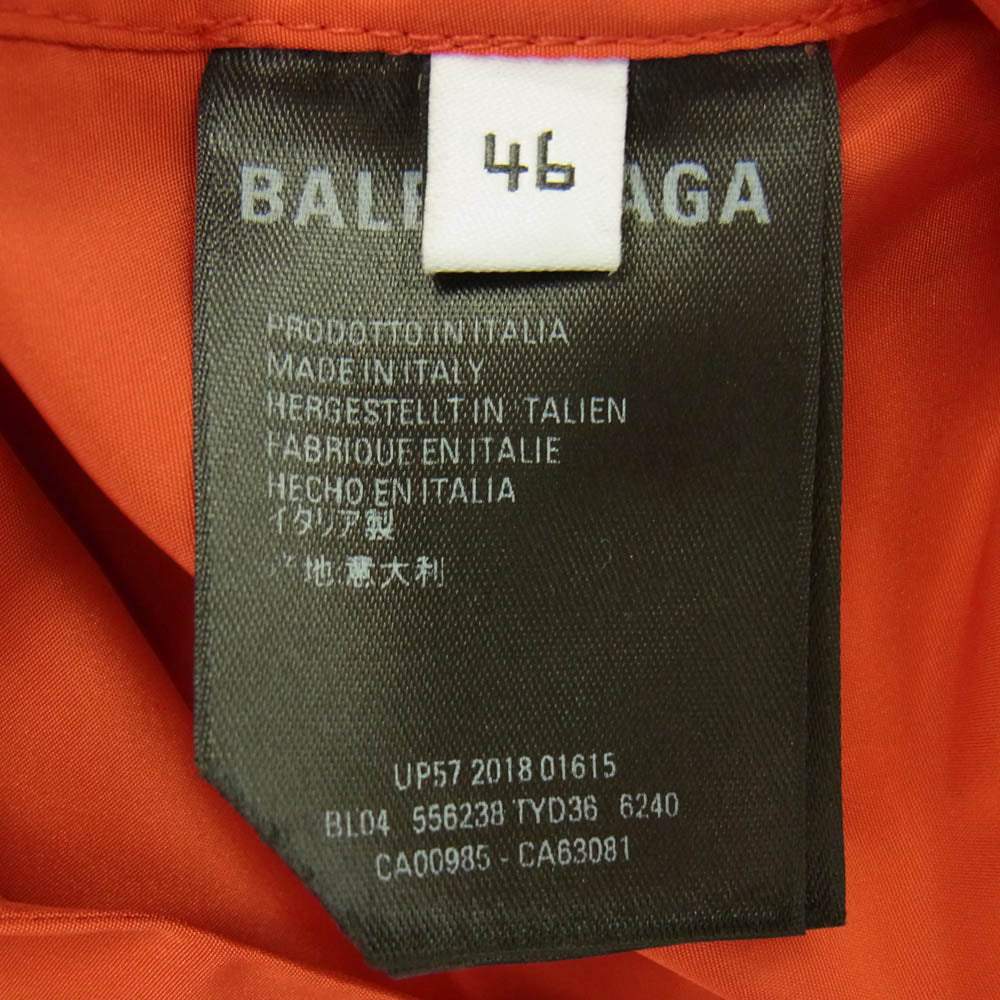 46
BALE AGA
PRODOTTO IN ITALIA
MADE IN ITALY
HERGESTELLT IN TALIEN
FABRIQUE EN ITALIE
HECHO EN ITALIA
イタリア製
地 意大利
UP57 2018 01615
BL04 556238 TYD36 6240
CA00985 - CA63081